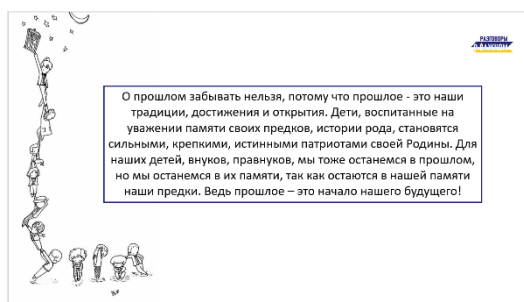 РАЗГОВОРЫ
О ВАЖНОМ
О прошлом забывать нельзя, потому что прошлое - это наши
традиции, достижения и открытия. Дети, воспитанные на
уважении памяти своих предков, истории рода, становятся
сильными, крепкими, истинными патриотами своей Родины. Для
наших детей, внуков, правнуков, мы тоже останемся в прошлом,
но мы останемся в их памяти, так как остаются в нашей памяти
наши предки. Ведь прошлое – это начало нашего будущего!